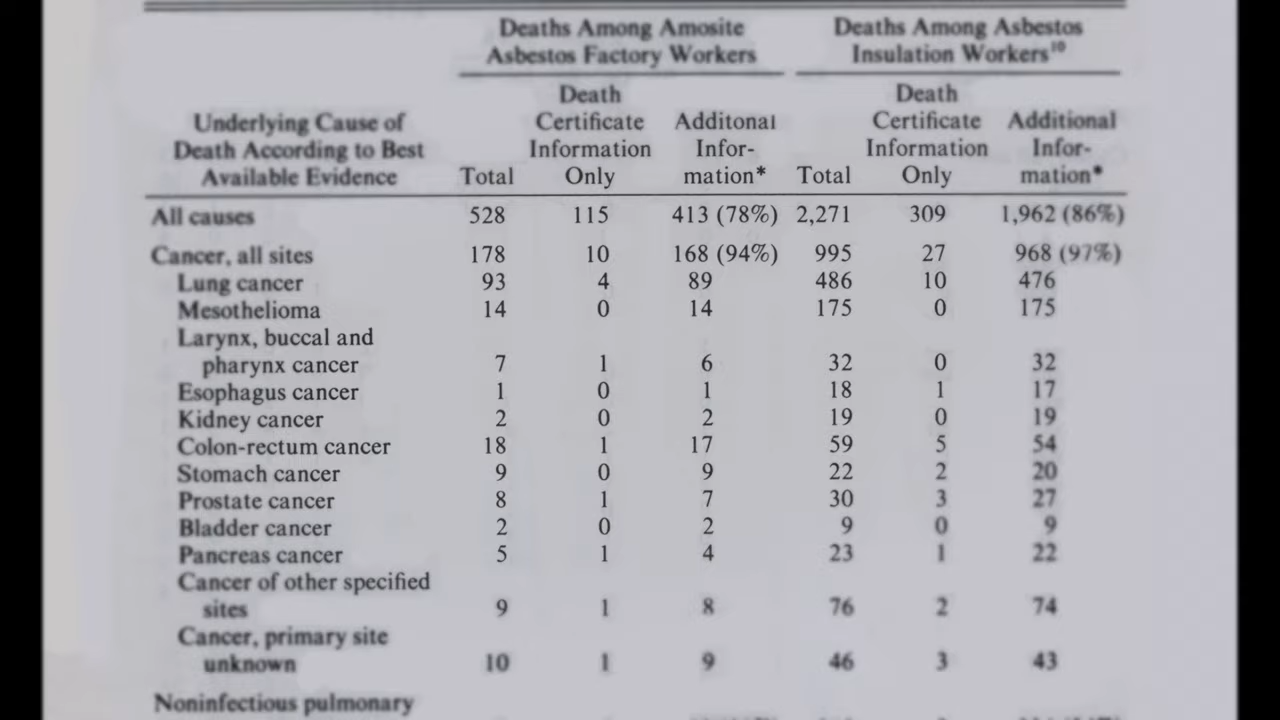 Deaths Among Amosite Deaths Among Asbestos
Asbestos Factory Workers Insulation Workers¹⁰
Death Death
Underlying Cause of Certificate Additonal Certificate Additional
Death According to Best Information Infor- Information Infor-
Available Evidence Total Only mation* Total Only mation*
All causes 528 115 413 (78%) 2,271 309 1,962 (86%)
Cancer, all sites 178 10 168 (94%) 995 27 968 (97%)
Lung cancer 93 4 89 486 10 476
Mesothelioma 14 0 14 175 0 175
Larynx, buccal and
pharynx cancer 7 1 6 32 0 32
Esophagus cancer 1 0 1 18 1 17
Kidney cancer 2 0 2 19 0 19
Colon-rectum cancer 18 1 17 59 5 54
Stomach cancer 9 0 9 22 2 20
Prostate cancer 8 1 7 30 3 27
Bladder cancer 2 0 2 9 0 9
Pancreas cancer 5 1 4 23 1 22
Cancer of other specified
sites 9 1 8 76 2 74
Cancer, primary site
unknown 10 1 9 46 3 43
Noninfectious pulmonary